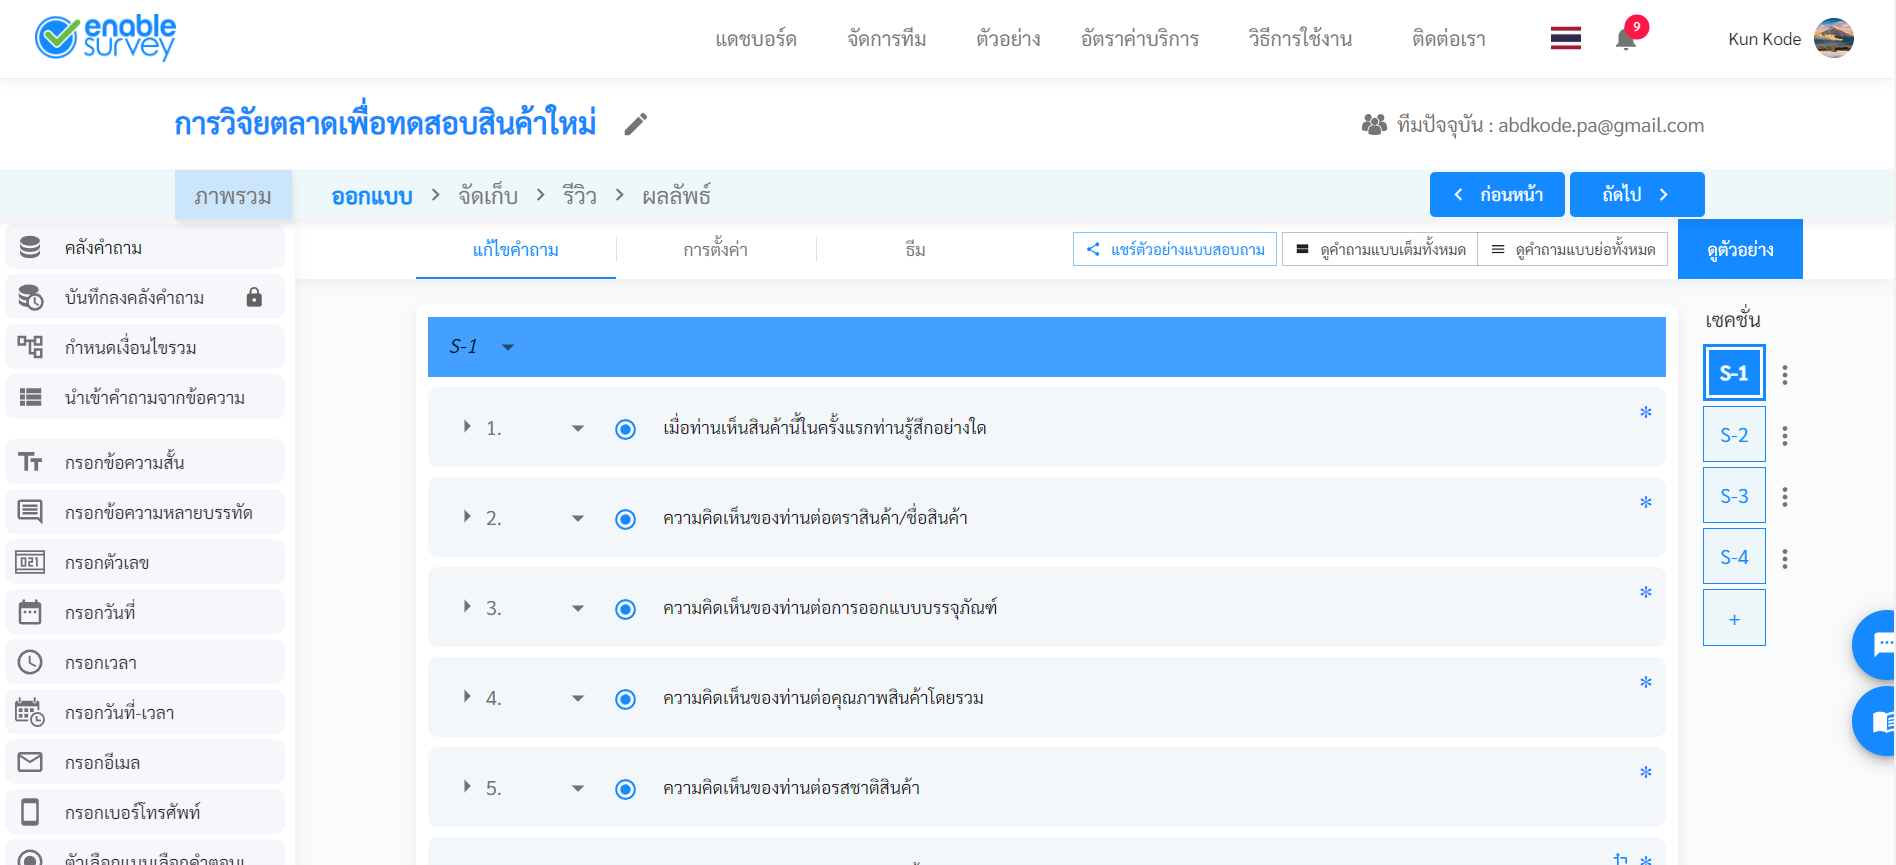 enable survey
แดชบอร์ด จัดการทีม ตัวอย่าง อัตราค่าบริการ วิธีการใช้งาน ติดต่อเรา 9 Kun Kode
การวิจัยตลาดเพื่อทดสอบสินค้าใหม่
ทีมปัจจุบัน : abdkode.pa@gmail.com
ภาพรวม ออกแบบ > จัดเก็บ > รีวิว > ผลลัพธ์
ก่อนหน้า ถัดไป
แก้ไขคำถาม การตั้งค่า ธีม
แชร์ตัวอย่างแบบสอบถาม ดูคำถามแบบเต็มทั้งหมด ดูคำถามแบบย่อทั้งหมด ดูตัวอย่าง
คลังคำถาม
บันทึกลงคลังคำถาม
กำหนดเงื่อนไขรวม
นำเข้าคำถามจากข้อความ
กรอกข้อความสั้น
กรอกข้อความหลายบรรทัด
021 กรอกตัวเลข
กรอกวันที่
กรอกเวลา
กรอกวันที่-เวลา
กรอกอีเมล
กรอกเบอร์โทรศัพท์
S-1
1. เมื่อท่านเห็นสินค้านี้ในครั้งแรกท่านรู้สึกอย่างใด *
2. ความคิดเห็นของท่านต่อตราสินค้า/ชื่อสินค้า *
3. ความคิดเห็นของท่านต่อการออกแบบบรรจุภัณฑ์ *
4. ความคิดเห็นของท่านต่อคุณภาพสินค้าโดยรวม *
5. ความคิดเห็นของท่านต่อรสชาติสินค้า *
เซคชั่น
S-1
S-2
S-3
S-4
+